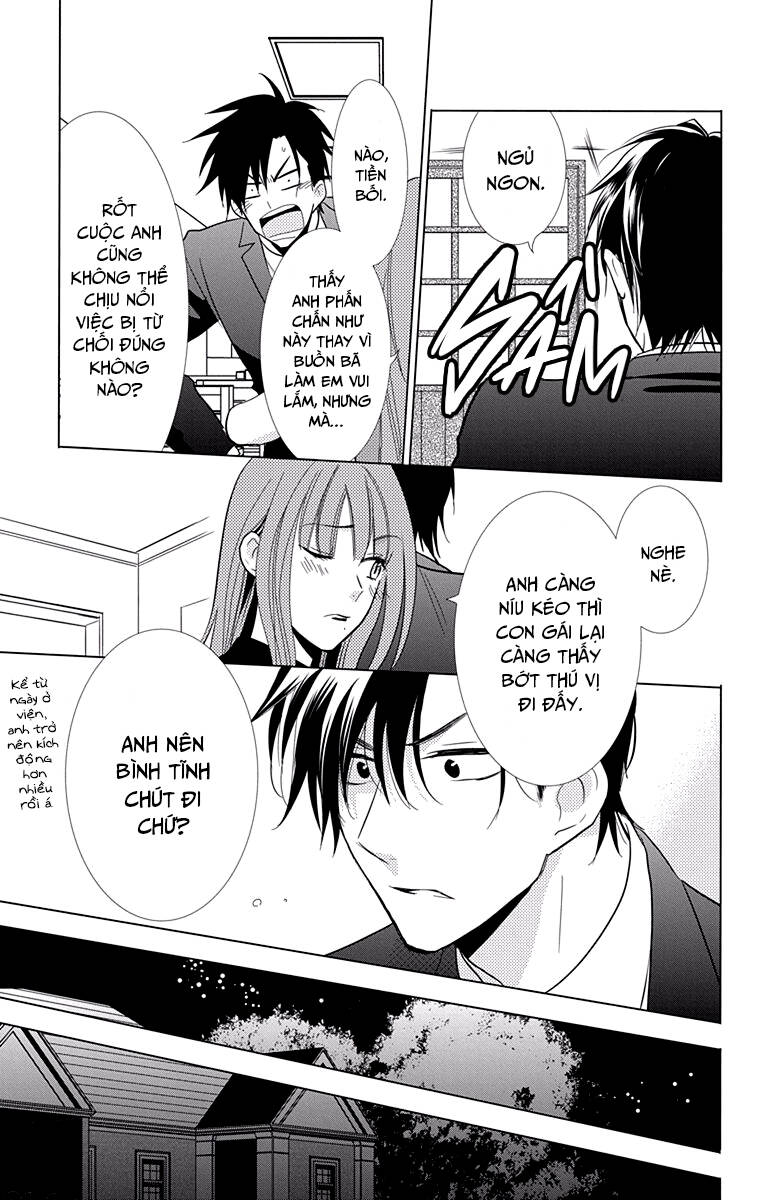 NGỦ
NGON.
SẢI
SAM
NÀO,
TIỀN
BỐI.
THẤY
ANH PHẤN
CHẤN NHƯ
NÀY THAY VÌ
BUỒN BÃ
LÀM EM VUI
LẮM, NHƯNG
MÀ...
RỐT
CUỘC ANH
CŨNG
KHÔNG THỂ
CHỊU NỔI
VIỆC BỊ TỪ
CHỐI ĐÚNG
KHÔNG
NÀO?
NGHE
NÈ.
ANH CÀNG
NÍU KÉO THÌ
CON GÁI LẠI
CÀNG THẤY
BỚT THÚ VỊ
ĐI ĐẤY.
ANH NÊN
BÌNH TĨNH
CHÚT ĐI
CHỨ?
Kể từ
ngày ở
viện,
anh trở
nên kích
động
hơn
nhiều
rồi á